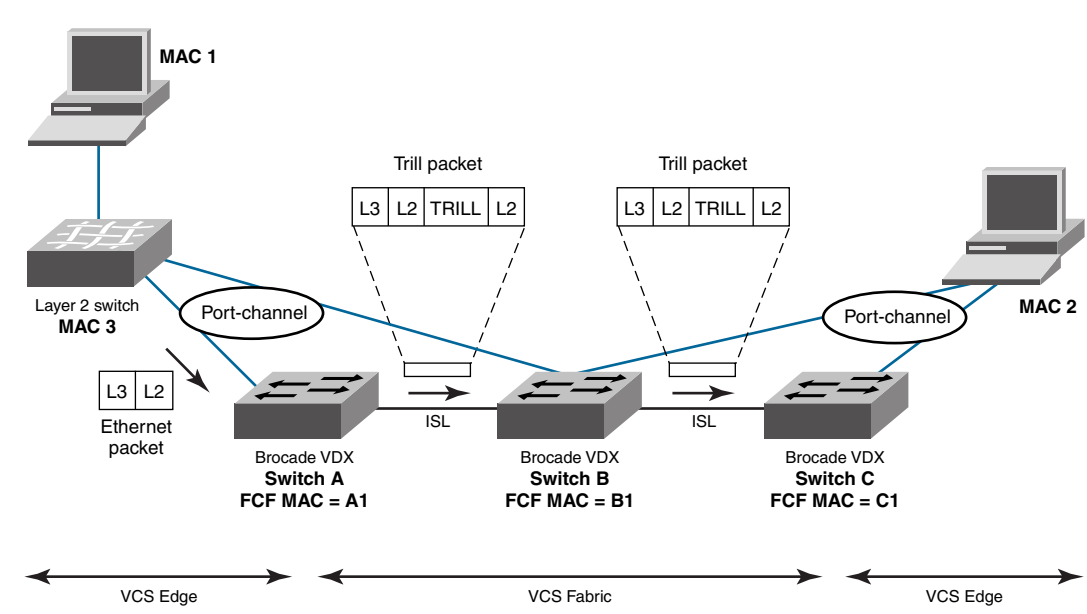 MAC 1
Trill packet
Trill packet
L3 L2 TRILL L2
L3 L2 TRILL L2
Layer 2 switch
MAC 3
Port-channel
Port-channel
MAC 2
L3 L2
Ethernet
packet
ISL
ISL
Brocade VDX
Switch A
FCF MAC = A1
Brocade VDX
Switch B
FCF MAC = B1
Brocade VDX
Switch C
FCF MAC = C1
VCS Edge
VCS Fabric
VCS Edge